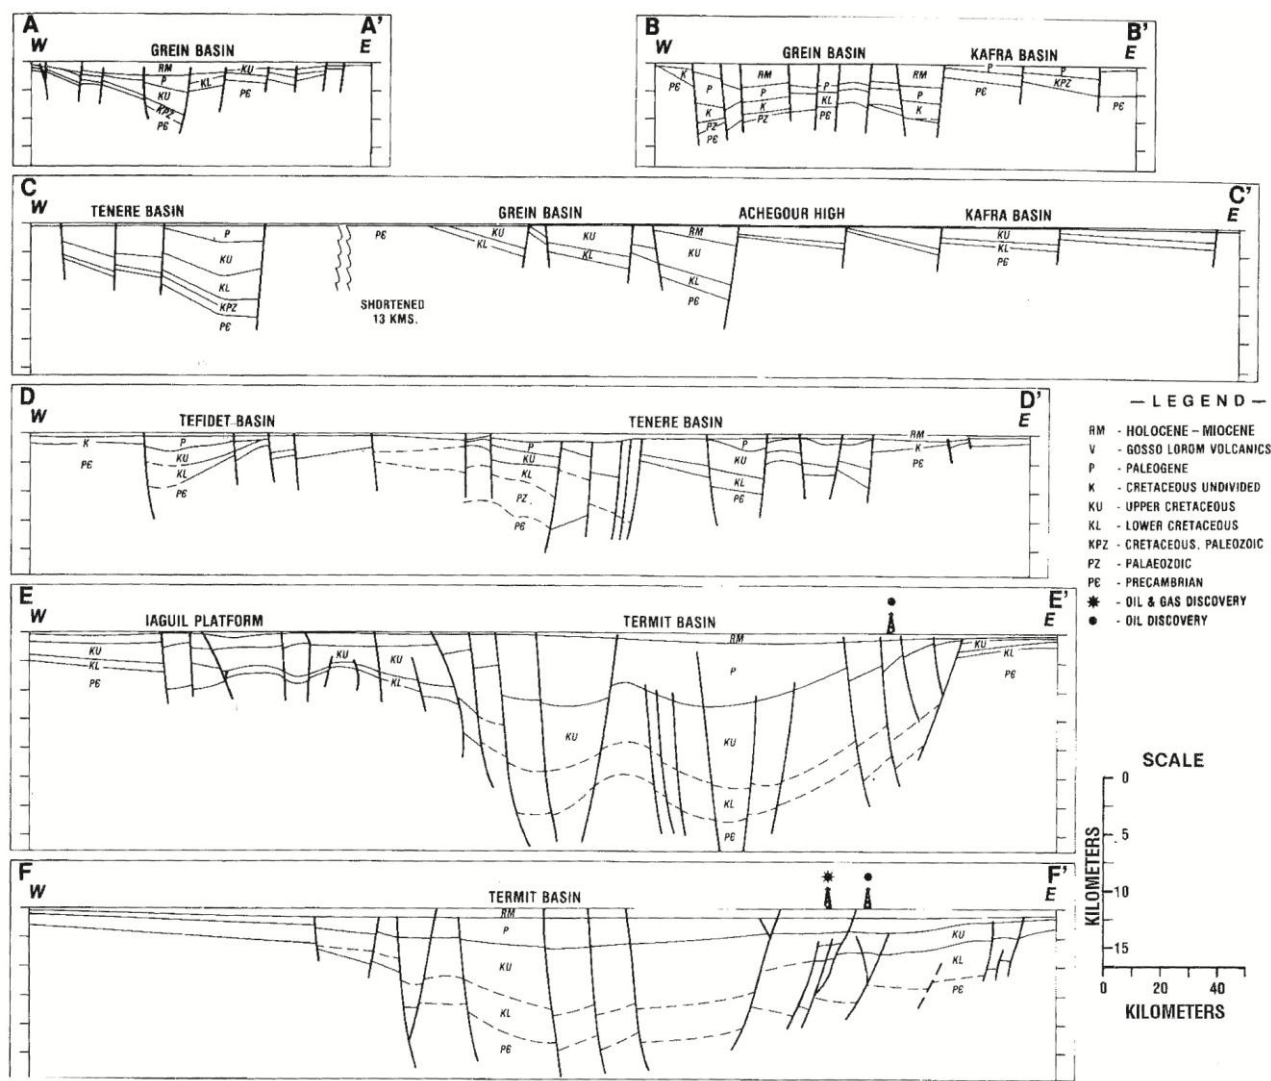 A A'
W E
GREIN BASIN
RM KU
P KL
KU PЄ
KPZ
PЄ
B B'
W E
GREIN BASIN KAFRA BASIN
K RM RM P P
PЄ P P P KL P PЄ KPZ PЄ
K K PЄ K
PZ PZ
PЄ
C C'
W E
TENERE BASIN GREIN BASIN ACHEGOUR HIGH KAFRA BASIN
P PЄ KU KU RM KU
KU KL KL KU KL
KL KL PЄ
KPZ PЄ
PЄ
SHORTENED
13 KMS.
D D'
W E
TEFIDET BASIN TENERE BASIN
K P P P RM
PЄ KU KU KU K
KL KL KL PЄ
PЄ PZ PЄ
PЄ
E E'
W E
IAGUIL PLATFORM TERMIT BASIN
KU KU KU RM KU
KL KL P KL
PЄ KU KU PЄ
KL
PЄ
F F'
W E
TERMIT BASIN
RM
P KU
KU KL
KL PЄ
PЄ
— LEGEND —
RM - HOLOCENE – MIOCENE
V - GOSSO LOROM VOLCANICS
P - PALEOGENE
K - CRETACEOUS UNDIVIDED
KU - UPPER CRETACEOUS
KL - LOWER CRETACEOUS
KPZ - CRETACEOUS, PALEOZOIC
PZ - PALAEOZOIC
PЄ - PRECAMBRIAN
- OIL & GAS DISCOVERY
- OIL DISCOVERY
SCALE
0
5
10
15
KILOMETERS
0 20 40
KILOMETERS